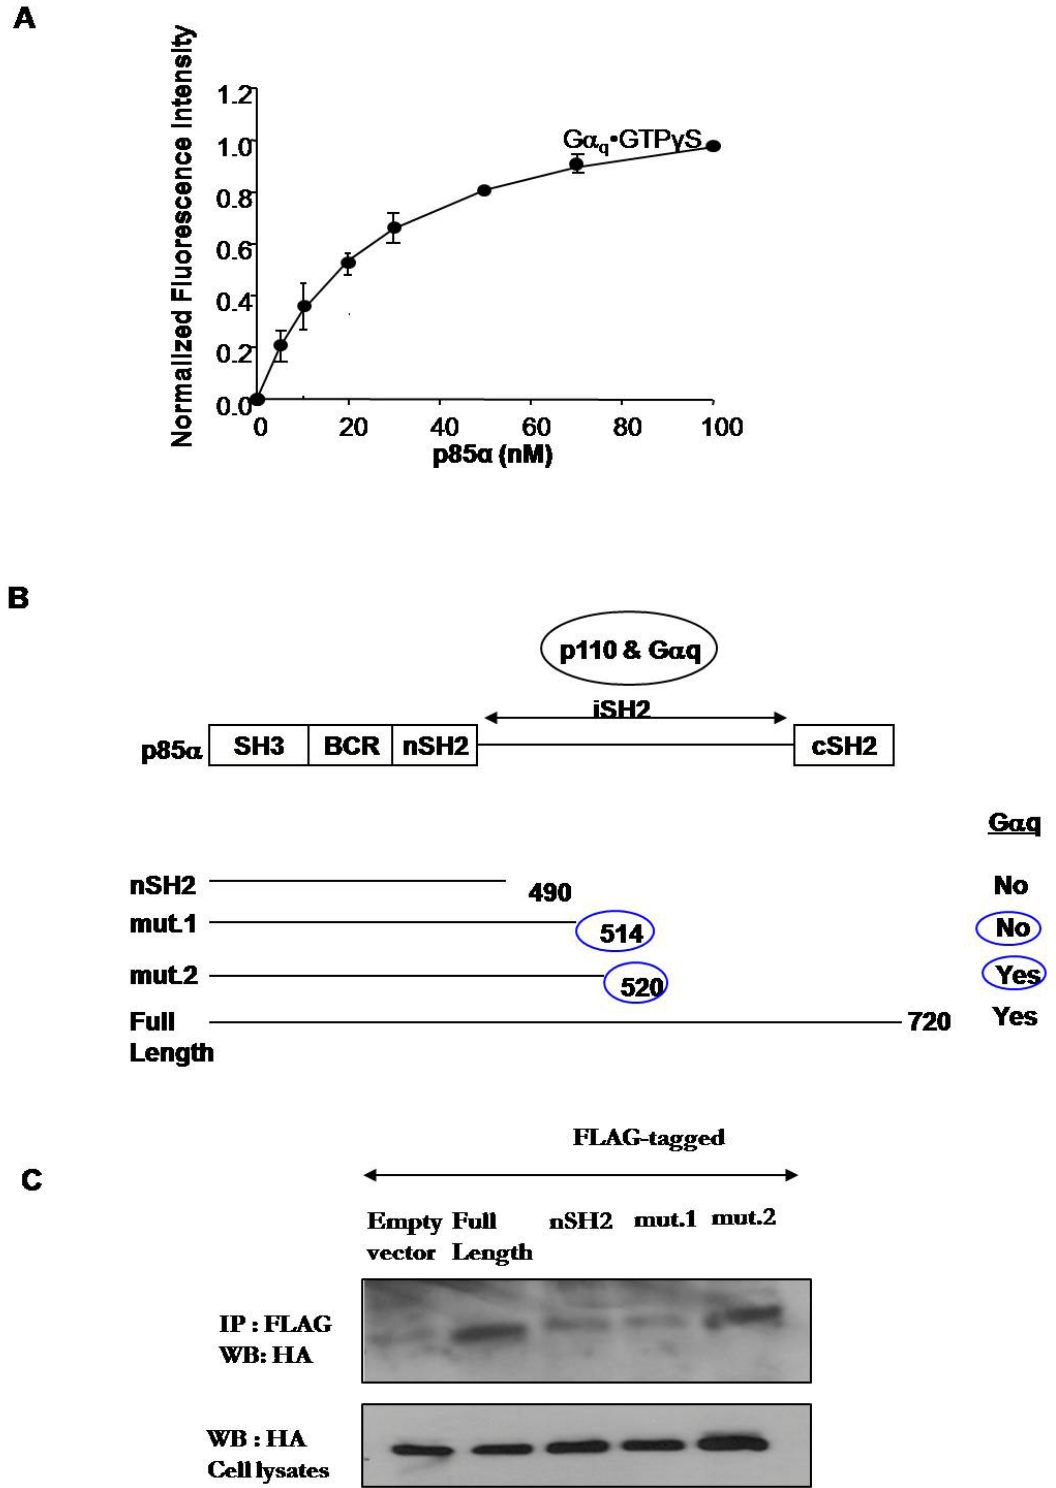 A
Normalized Fluorescence Intensity
1.2
1.0
0.8
0.6
0.4
0.2
0.0
Gαq•GTPγS
0 20 40 60 80 100
p85α (nM)
B
p110 & Gαq
iSH2
p85α SH3 BCR nSH2 cSH2
Gαq
nSH2 490 No
mut.1 514 No
mut.2 520 Yes
Full 720 Yes
Length
C
FLAG-tagged
Empty Full nSH2 mut.1 mut.2
vector Length
IP : FLAG
WB: HA
WB : HA
Cell lysates